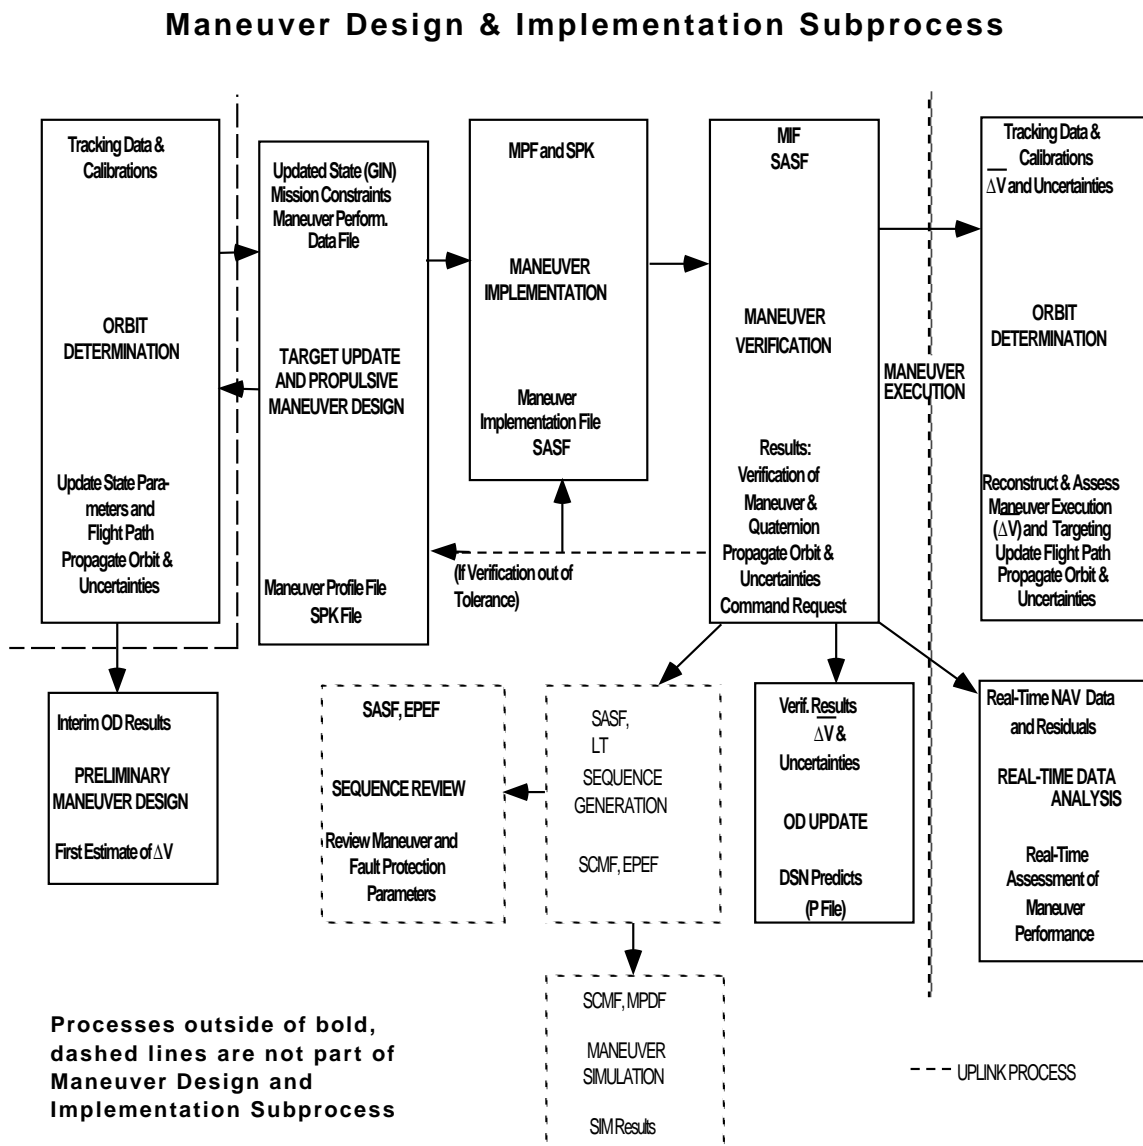 Maneuver Design & Implementation Subprocess
Tracking Data &
Calibrations
ORBIT
DETERMINATION
Update State Para-
meters and
Flight Path
Propagate Orbit &
Uncertainties
Updated State (GIN)
Mission Constraints
Maneuver Perform.
Data File
TARGET UPDATE
AND PROPULSIVE
MANEUVER DESIGN
Maneuver Profile File
SPK File
MPF and SPK
MANEUVER
IMPLEMENTATION
Maneuver
Implementation File
SASF
(If Verification out of
Tolerance)
MIF
SASF
MANEUVER
VERIFICATION
Results:
Verification of
Maneuver &
Quaternion
Propagate Orbit &
Uncertainties
Command Request
MANEUVER
EXECUTION
Tracking Data &
Calibrations
ΔV and Uncertainties
ORBIT
DETERMINATION
Reconstruct & Assess
Maneuver Execution
(ΔV) and Targeting
Update Flight Path
Propagate Orbit &
Uncertainties
Interim OD Results
PRELIMINARY
MANEUVER DESIGN
First Estimate of ΔV
SASF, EPEF
SEQUENCE REVIEW
Review Maneuver and
Fault Protection
Parameters
SASF,
LT
SEQUENCE
GENERATION
SCMF, EPEF
Verif. Results
ΔV &
Uncertainties
OD UPDATE
DSN Predicts
(P File)
Real-Time NAV Data
and Residuals
REAL-TIME DATA
ANALYSIS
Real-Time
Assessment of
Maneuver
Performance
SCMF, MPDF
MANEUVER
SIMULATION
SIM Results
Processes outside of bold,
dashed lines are not part of
Maneuver Design and
Implementation Subprocess
UPLINK PROCESS